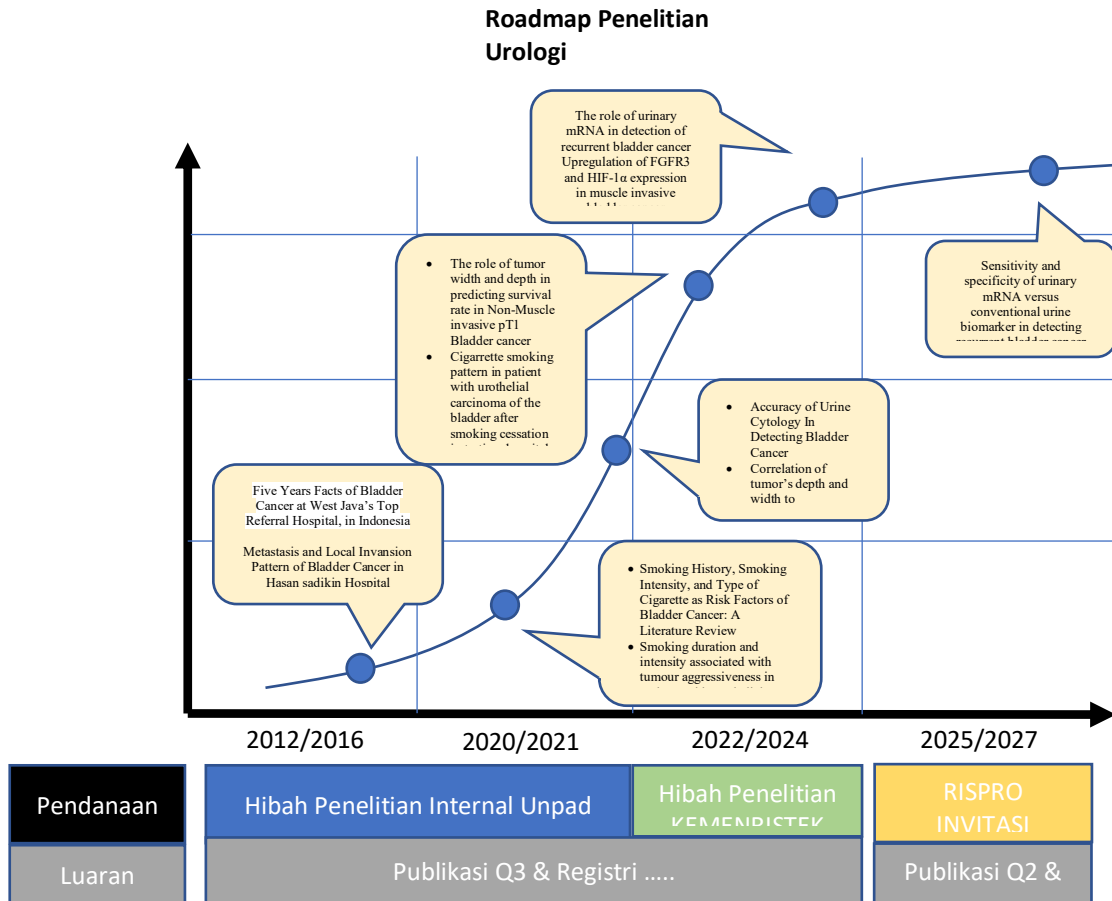 Roadmap Penelitian
Urologi
The role of urinary
mRNA in detection of
recurrent bladder cancer
Upregulation of FGFR3
and HIF-1α expression
in muscle invasive
• The role of tumor
width and depth in
predicting survival
rate in Non-Muscle
invasive pT1
Bladder cancer
• Cigarrette smoking
pattern in patient
with urothelial
carcinoma of the
bladder after
smoking cessation
Sensitivity and
specificity of urinary
mRNA versus
conventional urine
biomarker in detecting
recurrent bladder cancer
• Accuracy of Urine
Cytology In
Detecting Bladder
Cancer
• Correlation of
tumor’s depth and
width to
Five Years Facts of Bladder
Cancer at West Java’s Top
Referral Hospital, in Indonesia
Metastasis and Local Invansion
Pattern of Bladder Cancer in
Hasan sadikin Hospital
• Smoking History, Smoking
Intensity, and Type of
Cigarette as Risk Factors of
Bladder Cancer: A
Literature Review
• Smoking duration and
intensity associated with
tumour aggressiveness in
2012/2016 2020/2021 2022/2024 2025/2027
Pendanaan
Hibah Penelitian Internal Unpad
Hibah Penelitian
KEMENRISTEK
RISPRO
INVITASI
Luaran
Publikasi Q3 & Registri .....
Publikasi Q2 &